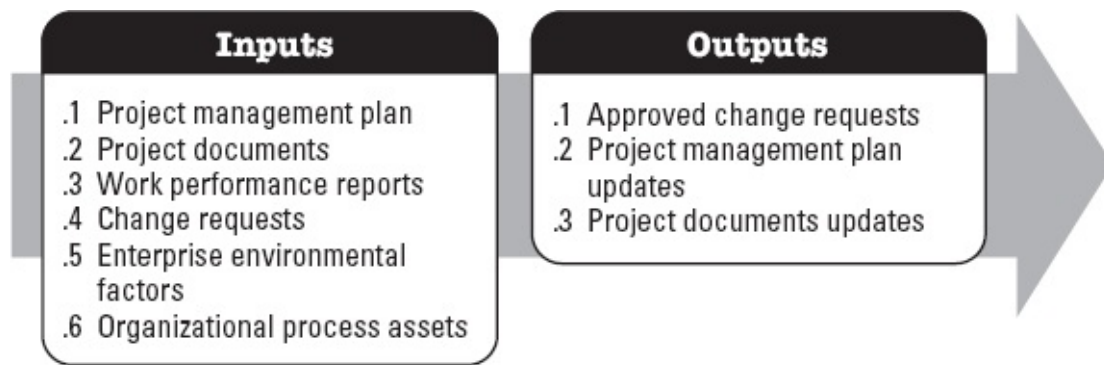 Inputs
.1 Project management plan
.2 Project documents
.3 Work performance reports
.4 Change requests
.5 Enterprise environmental
factors
.6 Organizational process assets
Outputs
.1 Approved change requests
.2 Project management plan
updates
.3 Project documents updates